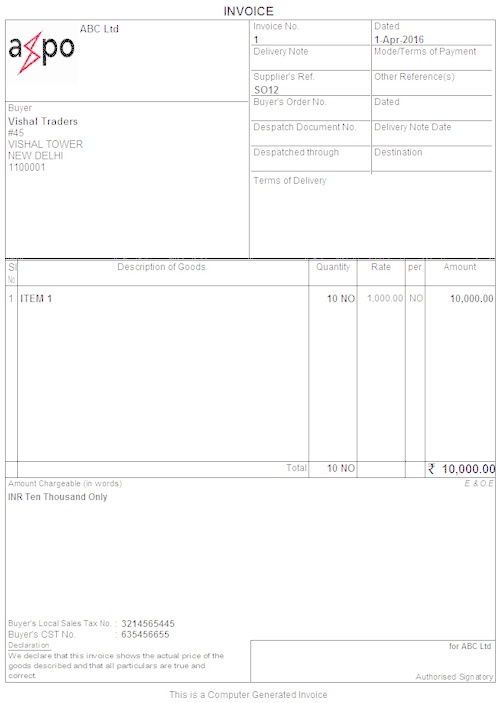 INVOICE
ABC Ltd
axpo
Invoice No.
1
Dated
1-Apr-2016
Delivery Note
Mode/Terms of Payment
Supplier's Ref.
SO12
Other Reference(s)
Buyer
Vishal Traders
#45
VISHAL TOWER
NEW DELHI
1100001
Buyer's Order No.
Dated
Despatch Document No.
Delivery Note Date
Despatched through
Destination
Terms of Delivery
Sl No Description of Goods Quantity Rate per Amount
1 ITEM 1 10 NO 1,000.00 NO 10,000.00
Total 10 NO ₹ 10,000.00
Amount Chargeable (in words) E. & O.E
INR Ten Thousand Only
Buyer's Local Sales Tax No. : 3214565445
Buyer's CST No. : 635456655
Declaration
We declare that this invoice shows the actual price of the
goods described and that all particulars are true and
correct.
for ABC Ltd
Authorised Signatory
This is a Computer Generated Invoice